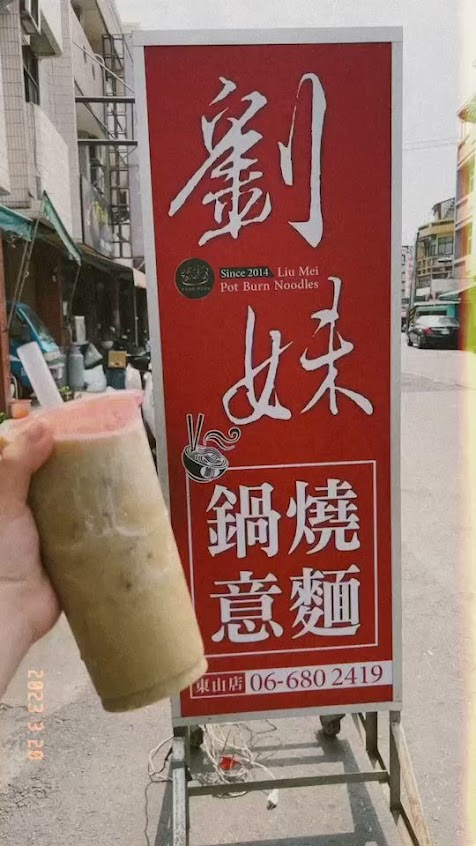 劉
Since 2014 Liu Mei
Pot Burn Noodles
妹
鍋燒
意麵
東山店 06-680 2419
2023 3 20